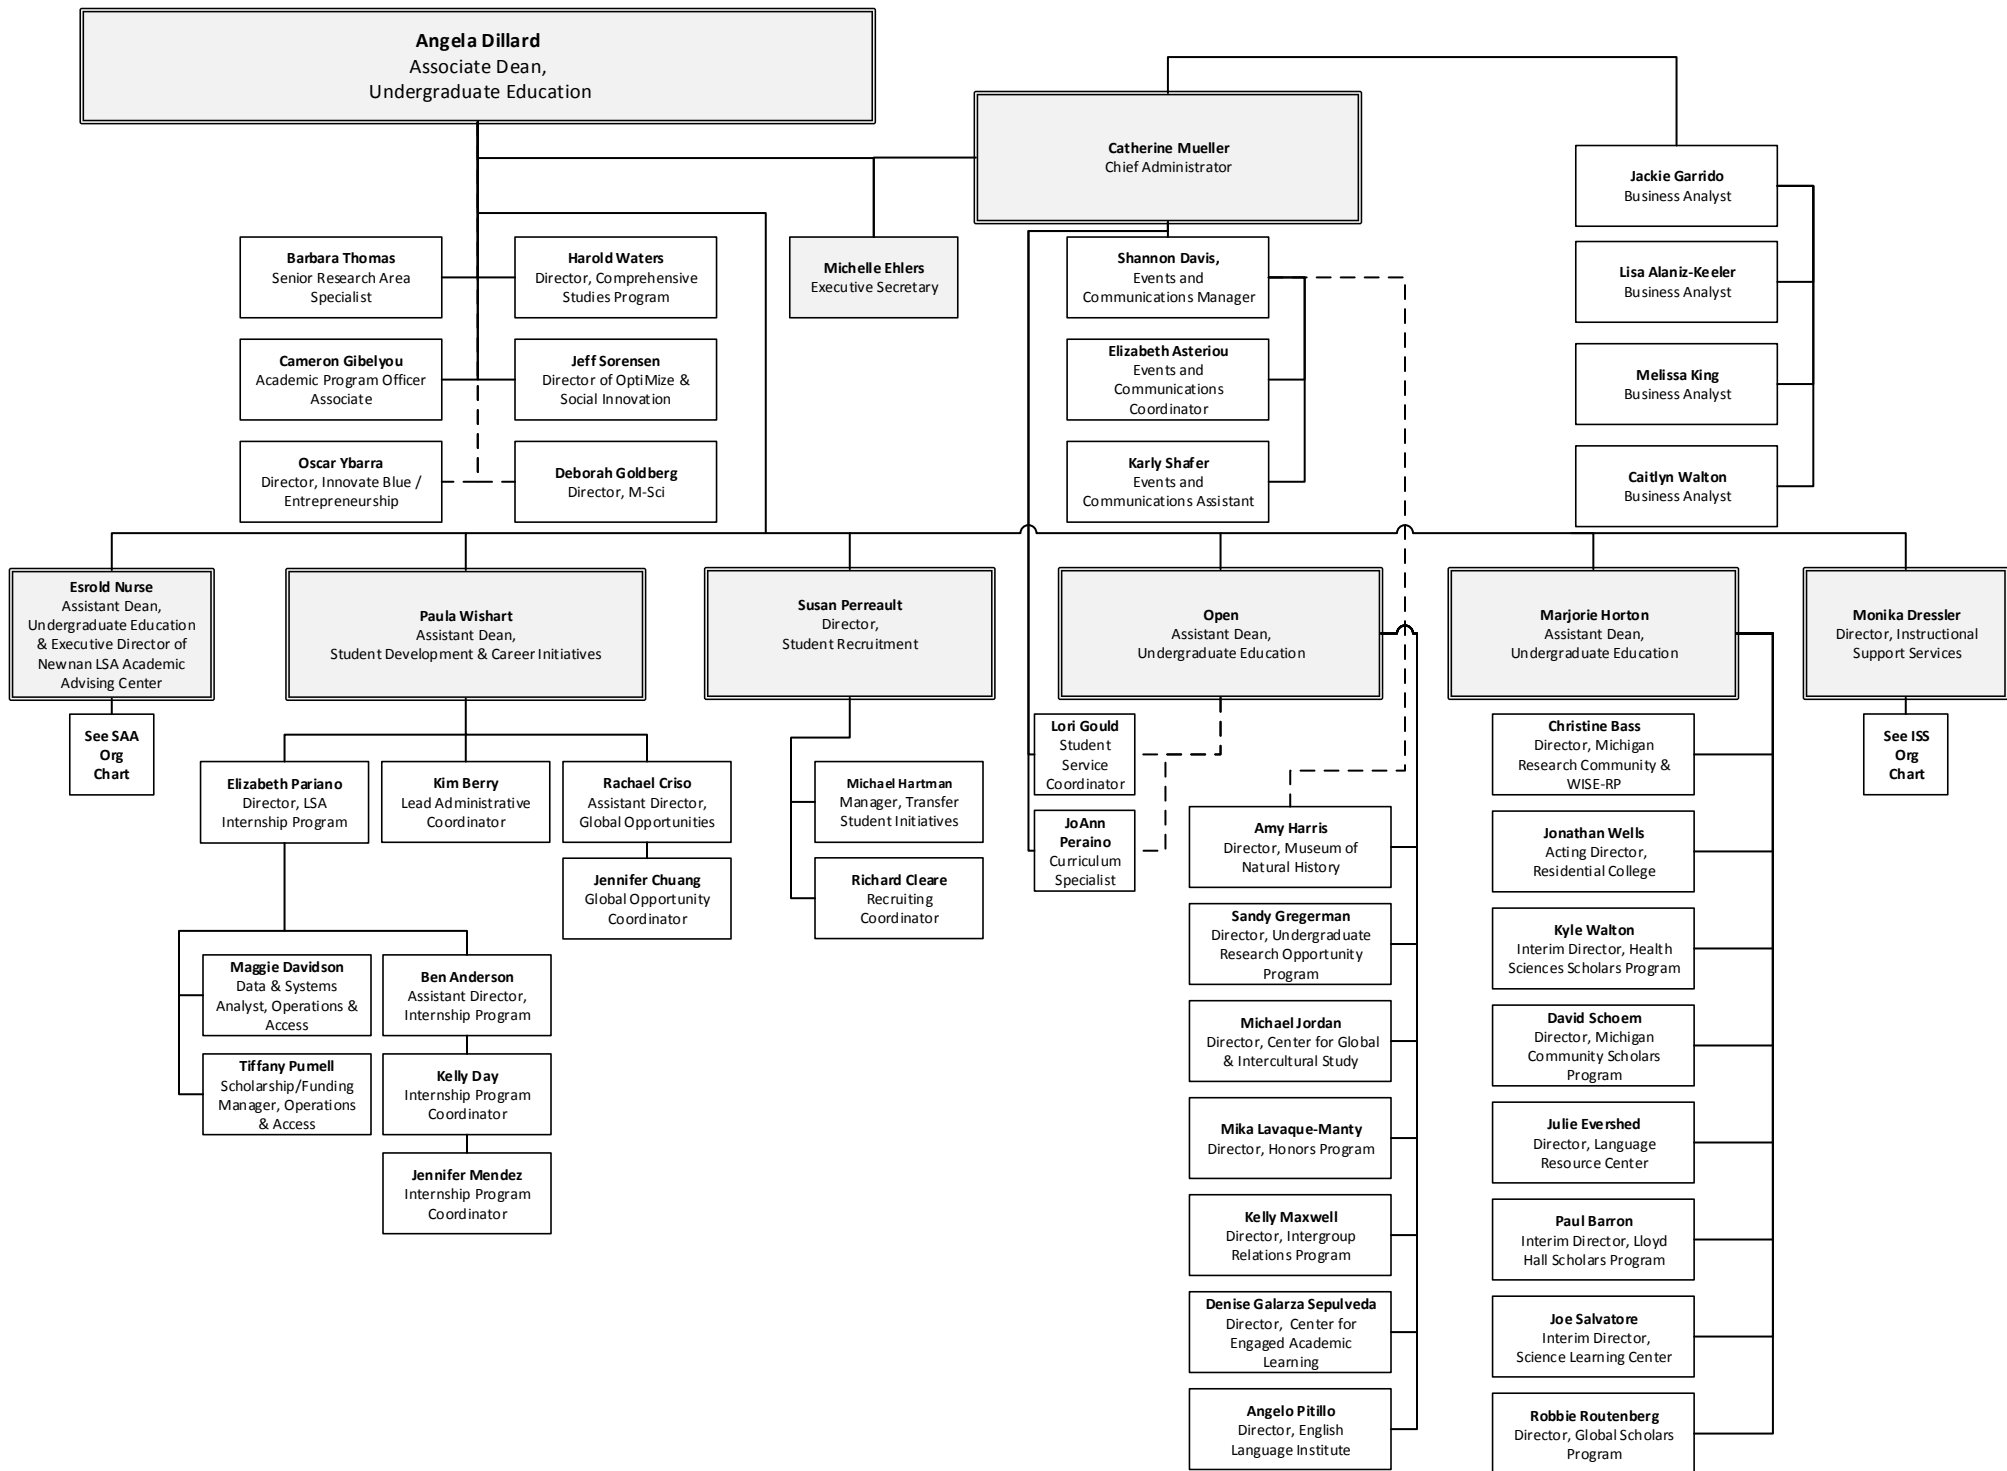 Angela Dillard
Associate Dean,
Undergraduate Education
Catherine Mueller
Chief Administrator
Jackie Garrido
Business Analyst
Lisa Alaniz-Keeler
Business Analyst
Melissa King
Business Analyst
Caitlyn Walton
Business Analyst
Barbara Thomas
Senior Research Area
Specialist
Harold Waters
Director, Comprehensive
Studies Program
Michelle Ehlers
Executive Secretary
Shannon Davis,
Events and
Communications Manager
Cameron Gibelyou
Academic Program Officer
Associate
Jeff Sorensen
Director of OptiMize &
Social Innovation
Elizabeth Asteriou
Events and
Communications
Coordinator
Oscar Ybarra
Director, Innovate Blue /
Entrepreneurship
Deborah Goldberg
Director, M-Sci
Karly Shafer
Events and
Communications Assistant
Esrold Nurse
Assistant Dean,
Undergraduate Education
& Executive Director of
Newnan LSA Academic
Advising Center
Paula Wishart
Assistant Dean,
Student Development & Career Initiatives
Susan Perreault
Director,
Student Recruitment
Open
Assistant Dean,
Undergraduate Education
Marjorie Horton
Assistant Dean,
Undergraduate Education
Monika Dressler
Director, Instructional
Support Services
See SAA
Org
Chart
Elizabeth Pariano
Director, LSA
Internship Program
Kim Berry
Lead Administrative
Coordinator
Rachael Criso
Assistant Director,
Global Opportunities
Jennifer Chuang
Global Opportunity
Coordinator
Maggie Davidson
Data & Systems
Analyst, Operations &
Access
Tiffany Purnell
Scholarship/Funding
Manager, Operations
& Access
Ben Anderson
Assistant Director,
Internship Program
Kelly Day
Internship Program
Coordinator
Jennifer Mendez
Internship Program
Coordinator
Michael Hartman
Manager, Transfer
Student Initiatives
Richard Cleare
Recruiting
Coordinator
Lori Gould
Student
Service
Coordinator
JoAnn
Peraino
Curriculum
Specialist
Amy Harris
Director, Museum of
Natural History
Sandy Gregerman
Director, Undergraduate
Research Opportunity
Program
Michael Jordan
Director, Center for Global
& Intercultural Study
Mika Lavaque-Manty
Director, Honors Program
Kelly Maxwell
Director, Intergroup
Relations Program
Denise Galarza Sepulveda
Director, Center for
Engaged Academic
Learning
Angelo Pitillo
Director, English
Language Institute
Christine Bass
Director, Michigan
Research Community &
WISE-RP
Jonathan Wells
Acting Director,
Residential College
Kyle Walton
Interim Director, Health
Sciences Scholars Program
David Schoem
Director, Michigan
Community Scholars
Program
Julie Evershed
Director, Language
Resource Center
Paul Barron
Interim Director, Lloyd
Hall Scholars Program
Joe Salvatore
Interim Director,
Science Learning Center
Robbie Routenberg
Director, Global Scholars
Program
See ISS
Org
Chart